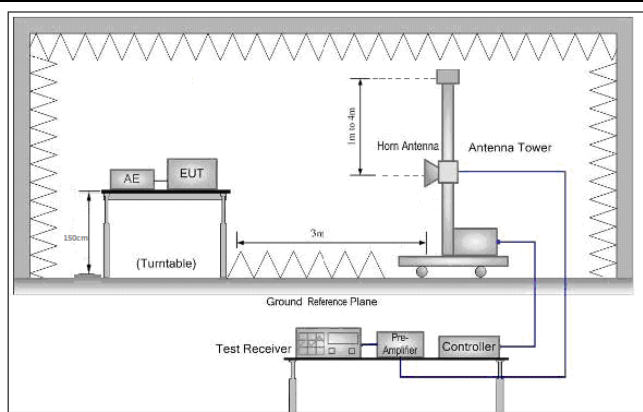 1m to 4m
Horn Antenna
Antenna Tower
AE
EUT
150cm
3m
(Turntable)
Ground Reference Plane
Test Receiver
Pre-
Amplifier
Controller